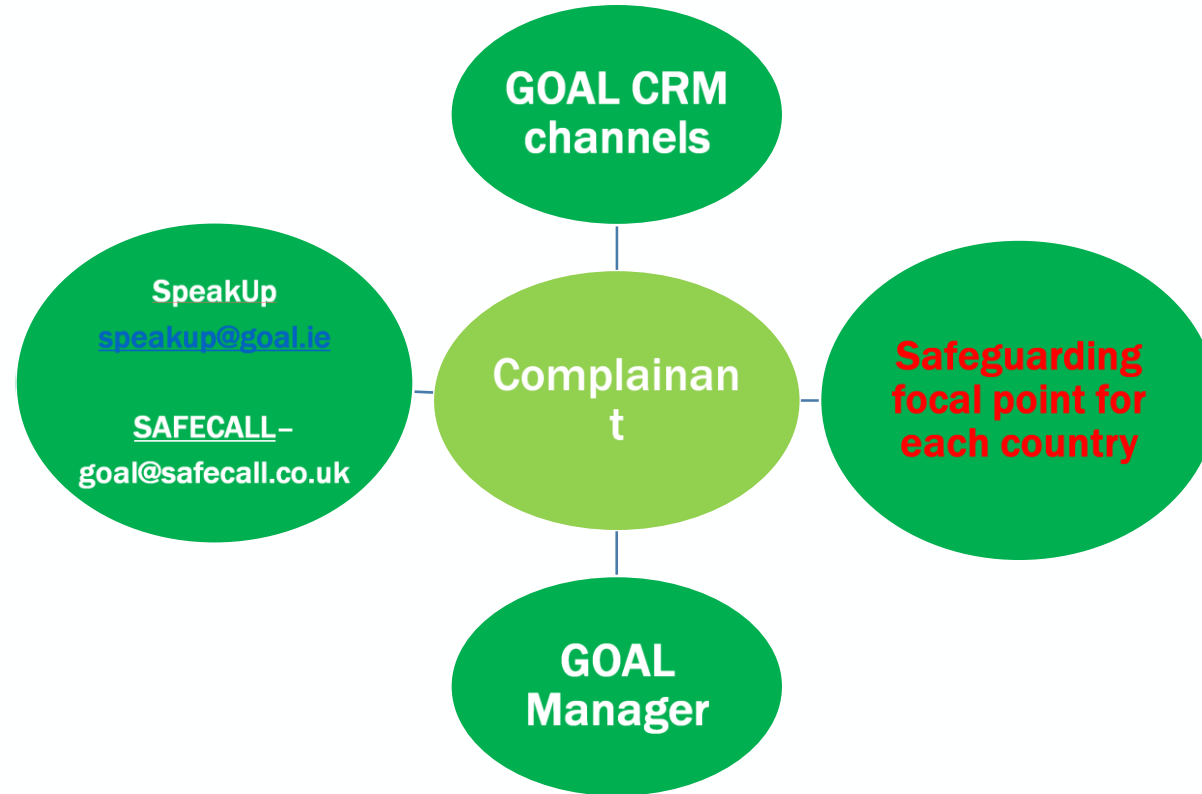 GOAL CRM
channels
SpeakUp
speakup@goal.ie
SAFECALL–
goal@safecall.co.uk
Complainan
t
Safeguarding
focal point for
each country
GOAL
Manager